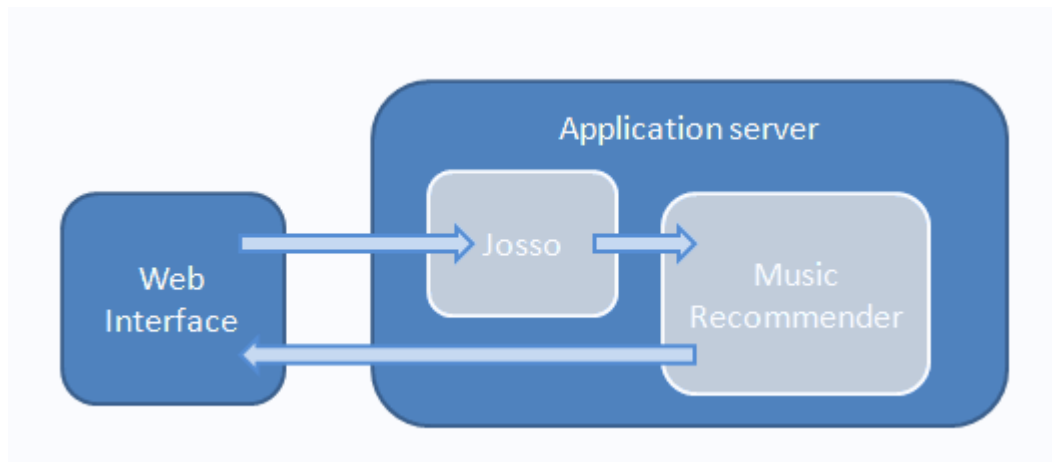 Application server
Josso
Web
Interface
Music
Recommender